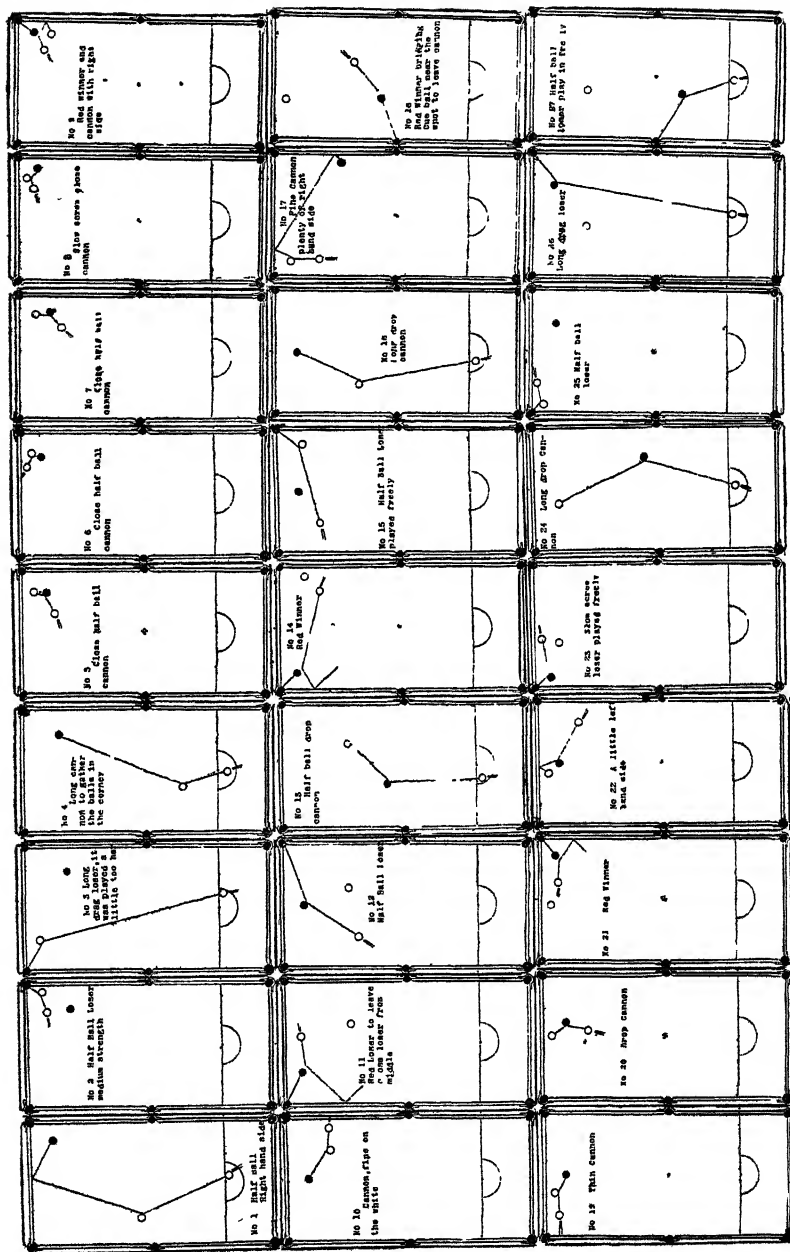 No 1 Half ball
Right hand side
No 2 Half Ball Loser
medium strength
No 3 Long
drag loser, it
was played a
little too
No 4
Long can-
non to gather
the balls in
the corner
No 5
Close half ball
cannon
No 6
Close half ball
cannon
No 7
Close half ball
cannon
No 8
Slow screw
cannon
No 9
Red winner and
cannon with right
side
No 10
Cannon, fine on
the white
No 11
Red Loser to leave
loser from
middle
No 12
Half Ball loser
No 13
Half ball drop
cannon
No 14
Red Winner
No 15 Half Ball Loser
played freely
No 16
Long drop
cannon
No 17
Fine Cannon
plenty of right
hand side
No 18
Red Winner bringing
Cue ball near the
spot to leave cannon
No 19 Thin Cannon
No 20 Drop Cannon
No 21 Red Winner
No 22 A little left
hand side
No 23 Slow screw
loser played freely
No 24 Long drop Can-
non
No 25 Half ball
loser
No 26
Long drag loser
No 27 Half ball
loser play in